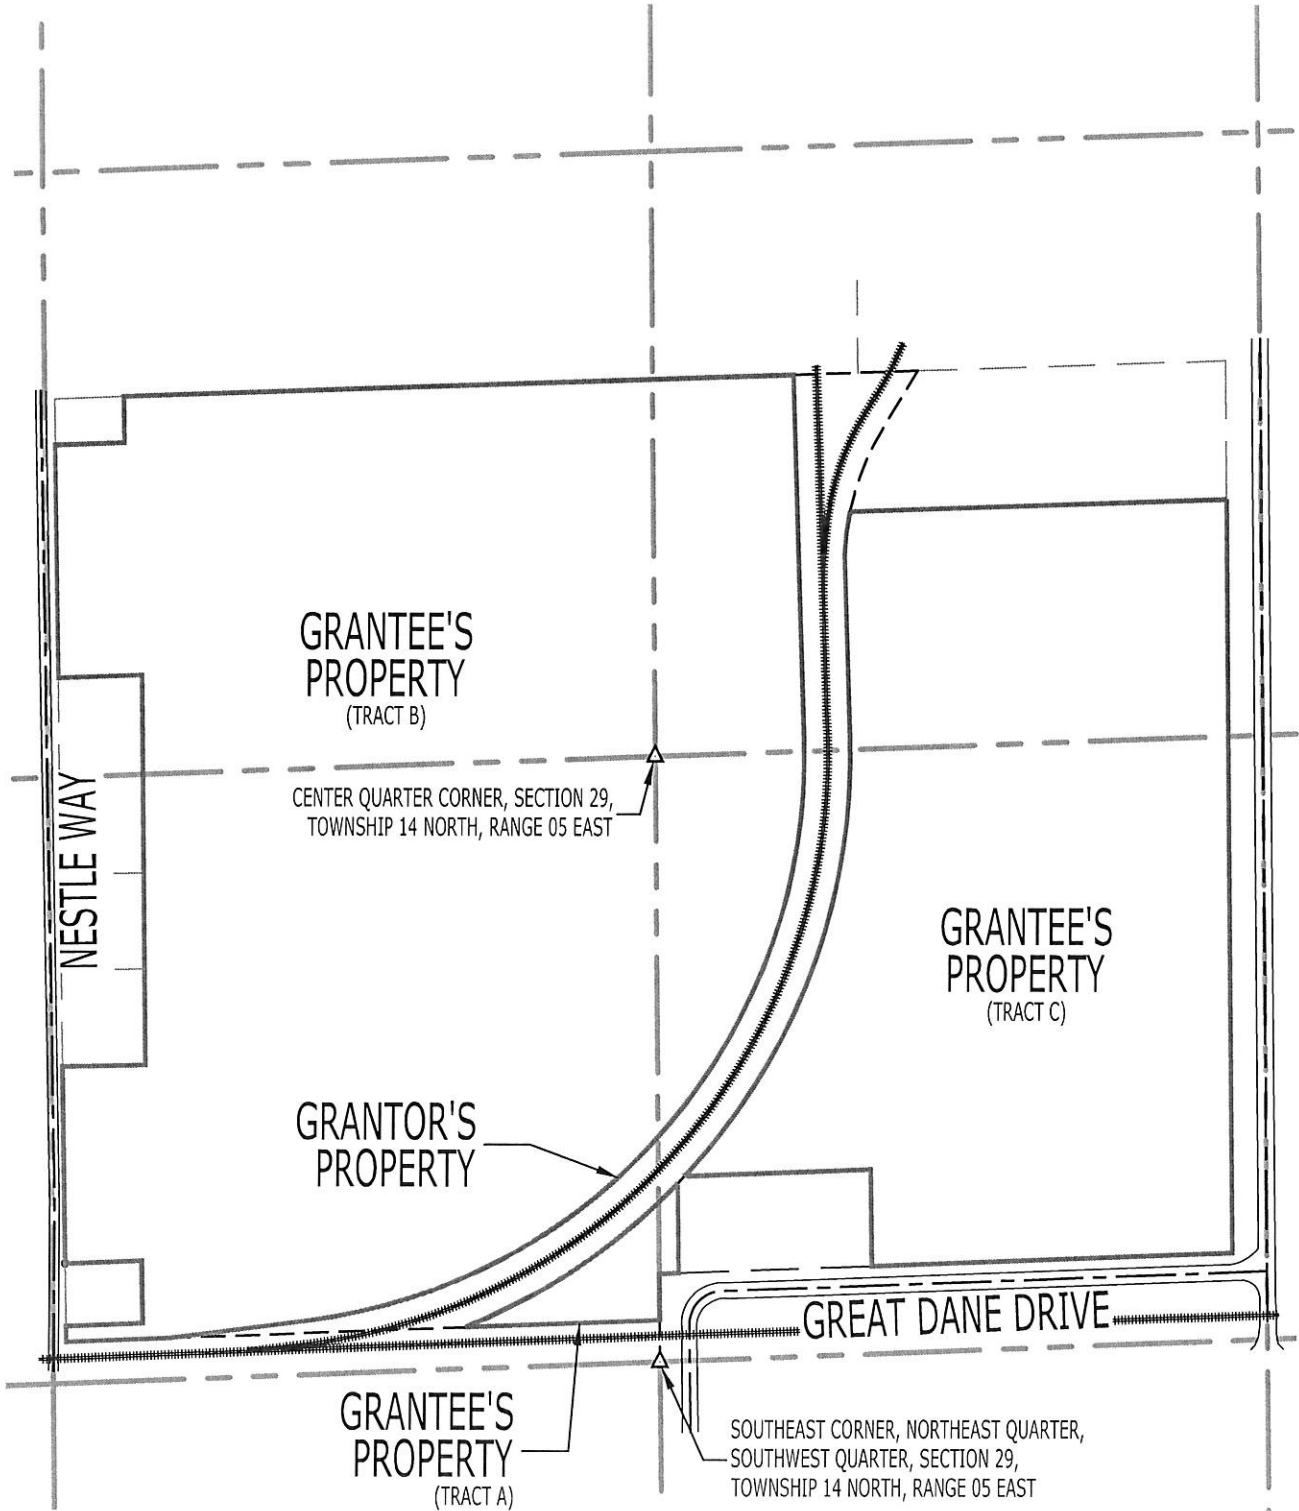 GRANTEE'S
PROPERTY
(TRACT B)
CENTER QUARTER CORNER, SECTION 29,
TOWNSHIP 14 NORTH, RANGE 05 EAST
NESTLE WAY
GRANTEE'S
PROPERTY
(TRACT C)
GRANTOR'S
PROPERTY
GREAT DANE DRIVE
GRANTEE'S
PROPERTY
(TRACT A)
SOUTHEAST CORNER, NORTHEAST QUARTER,
SOUTHWEST QUARTER, SECTION 29,
TOWNSHIP 14 NORTH, RANGE 05 EAST